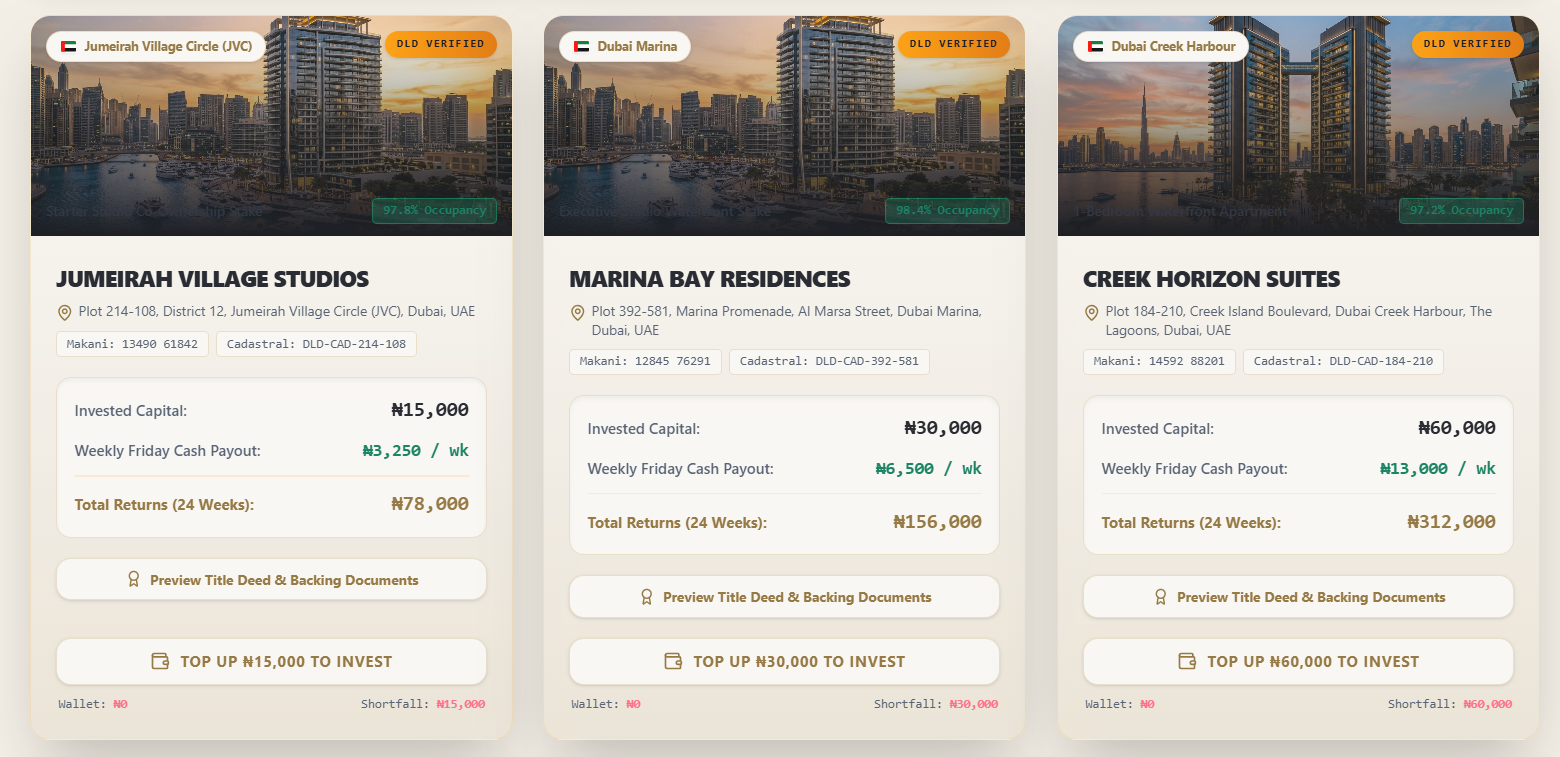 Jumeirah Village Circle (JVC)
DLD VERIFIED
Starter Studio Co-Ownership Stake
97.8% Occupancy
JUMEIRAH VILLAGE STUDIOS
Plot 214-108, District 12, Jumeirah Village Circle (JVC), Dubai, UAE
Makani: 13490 61842
Cadastral: DLD-CAD-214-108
Invested Capital:
₦15,000
Weekly Friday Cash Payout:
₦3,250 / wk
Total Returns (24 Weeks):
₦78,000
Preview Title Deed & Backing Documents
TOP UP ₦15,000 TO INVEST
Wallet: ₦0
Shortfall: ₦15,000
Dubai Marina
DLD VERIFIED
Executive Studio Waterfront Stake
98.4% Occupancy
MARINA BAY RESIDENCES
Plot 392-581, Marina Promenade, Al Marsa Street, Dubai Marina,
Dubai, UAE
Makani: 12845 76291
Cadastral: DLD-CAD-392-581
Invested Capital:
₦30,000
Weekly Friday Cash Payout:
₦6,500 / wk
Total Returns (24 Weeks):
₦156,000
Preview Title Deed & Backing Documents
TOP UP ₦30,000 TO INVEST
Wallet: ₦0
Shortfall: ₦30,000
Dubai Creek Harbour
DLD VERIFIED
1-Bedroom Waterfront Apartment
97.2% Occupancy
CREEK HORIZON SUITES
Plot 184-210, Creek Island Boulevard, Dubai Creek Harbour, The
Lagoons, Dubai, UAE
Makani: 14592 88201
Cadastral: DLD-CAD-184-210
Invested Capital:
₦60,000
Weekly Friday Cash Payout:
₦13,000 / wk
Total Returns (24 Weeks):
₦312,000
Preview Title Deed & Backing Documents
TOP UP ₦60,000 TO INVEST
Wallet: ₦0
Shortfall: ₦60,000